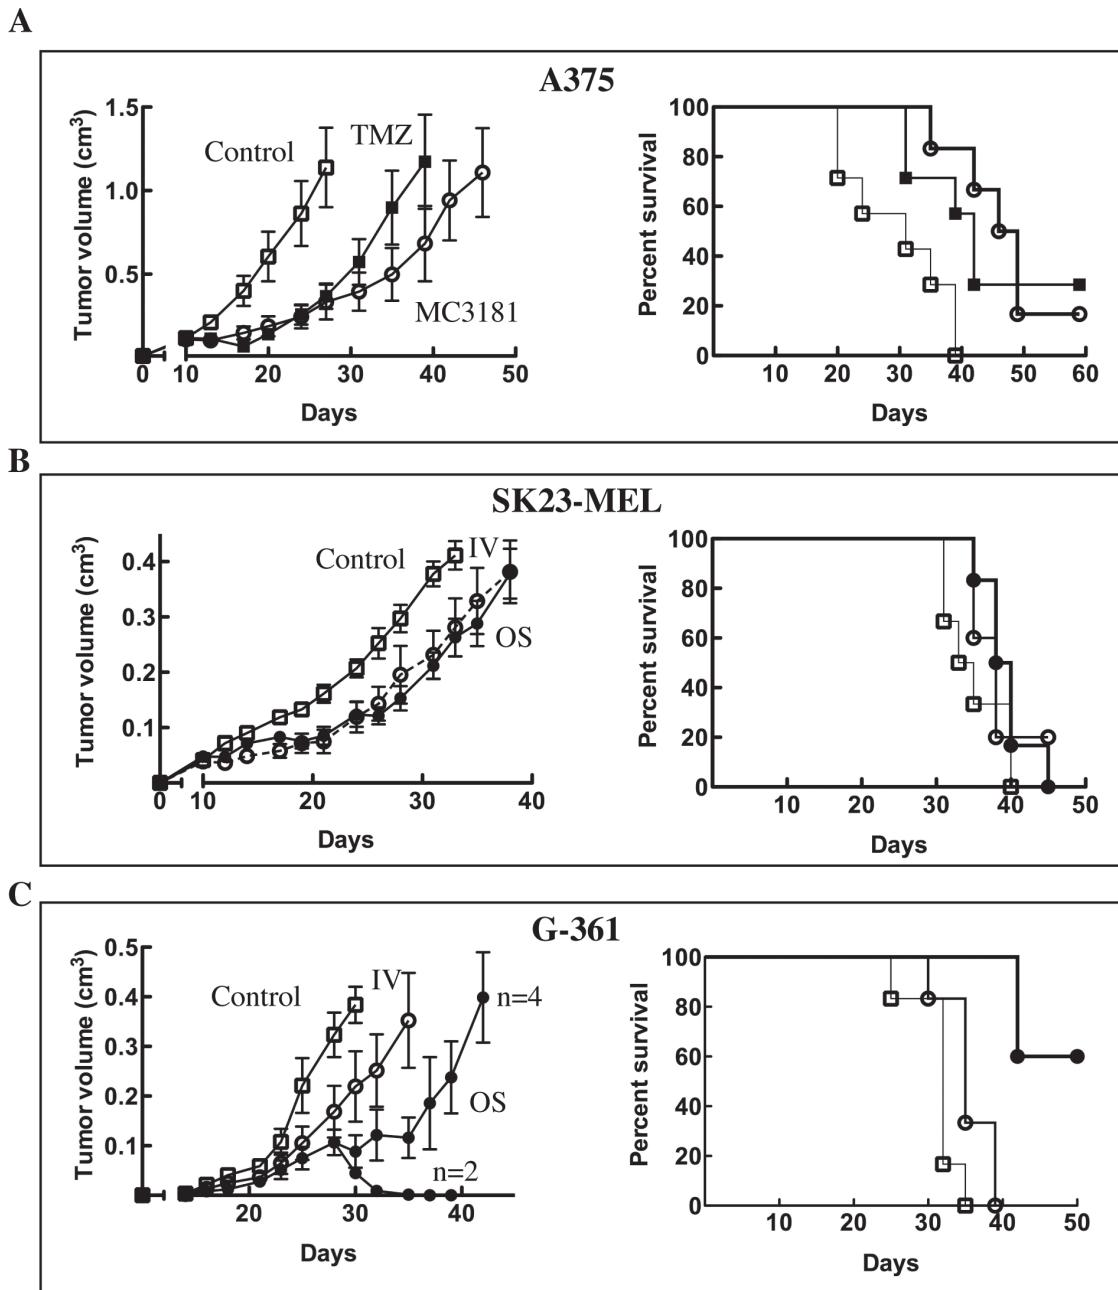 A
A375
Tumor volume (cm³)
1.5
1.0
0.5
0 10 20 30 40 50
Days
Control
TMZ
MC3181
Percent survival
100
80
60
40
20
0
10 20 30 40 50 60
Days
B
SK23-MEL
Tumor volume (cm³)
0.4
0.3
0.2
0.1
0 10 20 30 40
Days
Control
IV
OS
Percent survival
100
80
60
40
20
0
10 20 30 40 50
Days
C
G-361
Tumor volume (cm³)
0.5
0.4
0.3
0.2
0.1
0 20 30 40
Days
Control
IV
n=4
OS
n=2
Percent survival
100
80
60
40
20
0
10 20 30 40 50
Days